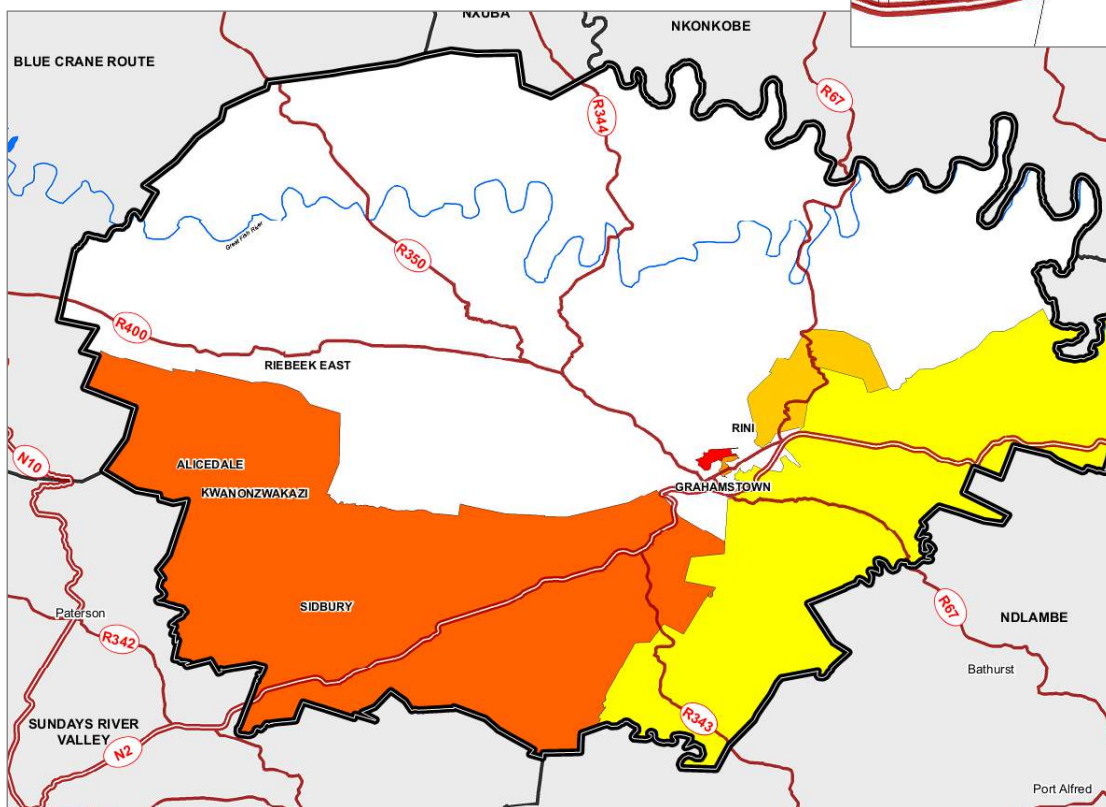 NXUBA
NKONKOBE
BLUE CRANE ROUTE
R67
R344
Great Fish River
R350
R400
RIEBEEK EAST
RINI
N10
ALICEDALE
GRAHAMSTOWN
KWANONZWAKAZI
SIDBURY
Paterson
R67
NDLAMBE
R342
Bathurst
SUNDAYS RIVER
VALLEY
R343
N2
Port Alfred